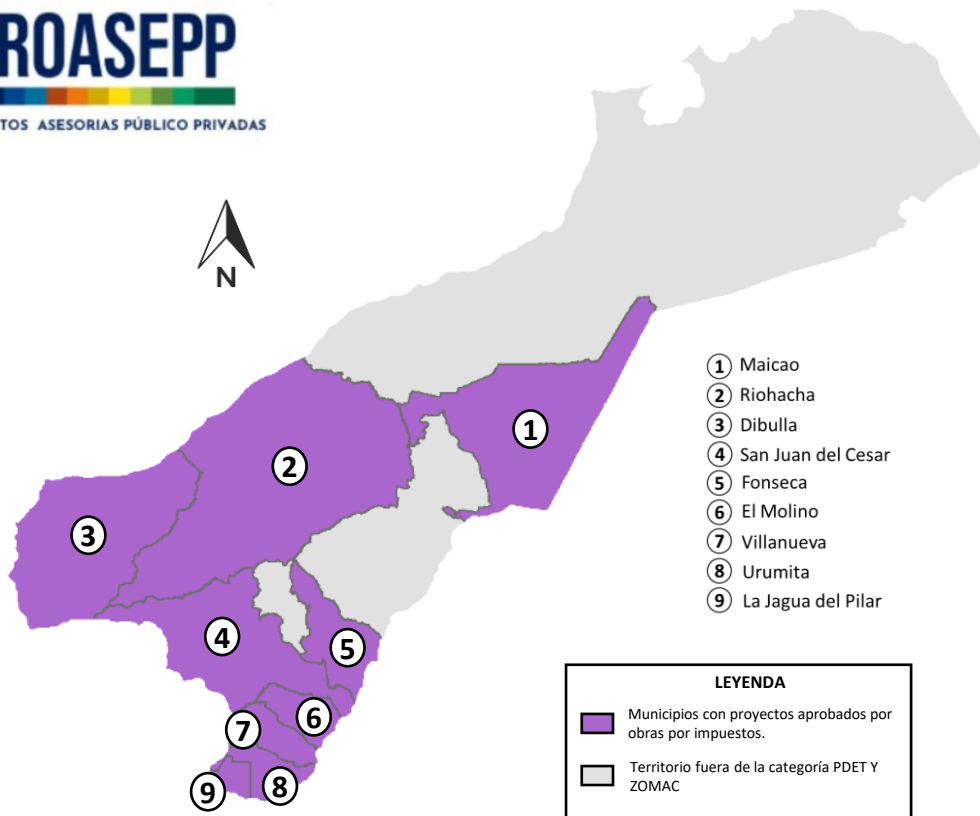 ROASEPP
TOS ASESORIAS PÚBLICO PRIVADAS
N
1 Maicao
2 Riohacha
3 Dibulla
4 San Juan del Cesar
5 Fonseca
6 El Molino
7 Villanueva
8 Urumita
9 La Jagua del Pilar
1
2
3
4
5
6
7
8
9
LEYENDA
Municipios con proyectos aprobados por
obras por impuestos.
Territorio fuera de la categoría PDET Y
ZOMAC